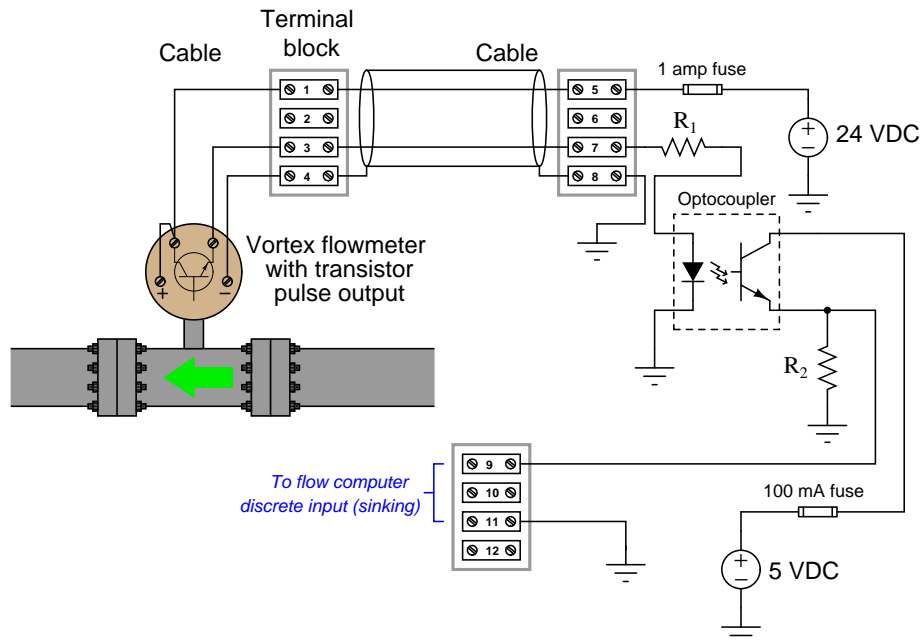 Terminal
block
Cable
Cable
1 amp fuse
1
2
3
4
5
6
7
8
R1
+
−
24 VDC
Optocoupler
Vortex flowmeter
with transistor
pulse output
+
−
R2
To flow computer
discrete input (sinking)
9
10
11
12
100 mA fuse
+
−
5 VDC